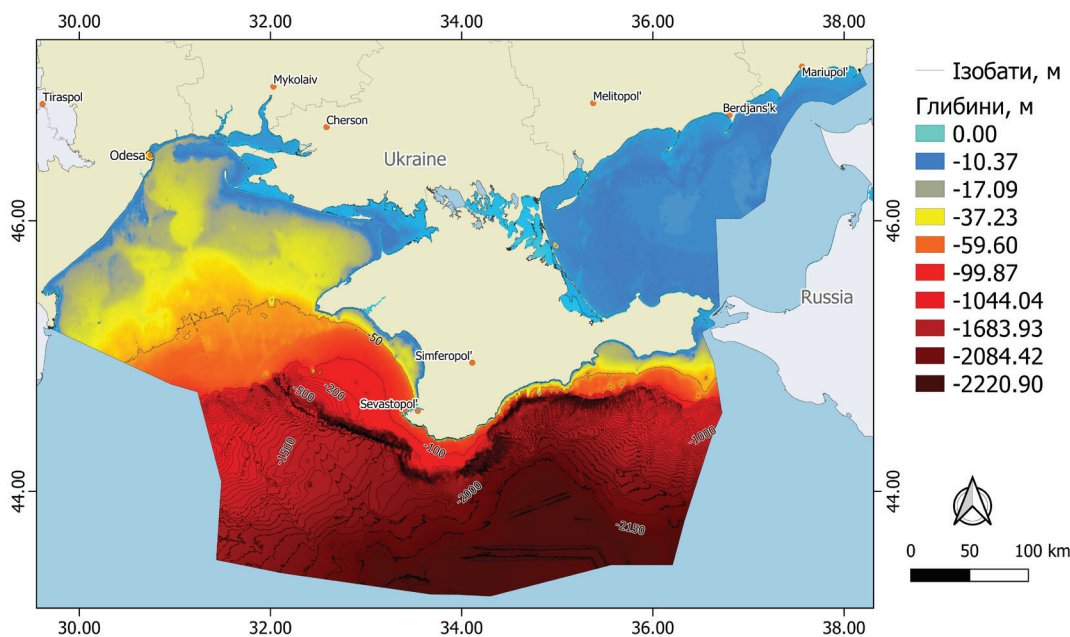 30.00
32.00
34.00
36.00
38.00
46.00
44.00
46.00
44.00
Tiraspol
Mykolaiv
Cherson
Odesa
Ukraine
Melitopol'
Mariupol'
Berdjans'k
Russia
Simferopol'
Sevastopol'
-50
-200
-500
-100
-1000
-1500
-2000
-2150
30.00
32.00
34.00
36.00
38.00
Ізобати, м
Глибини, м
0.00
-10.37
-17.09
-37.23
-59.60
-99.87
-1044.04
-1683.93
-2084.42
-2220.90
0 50 100 km